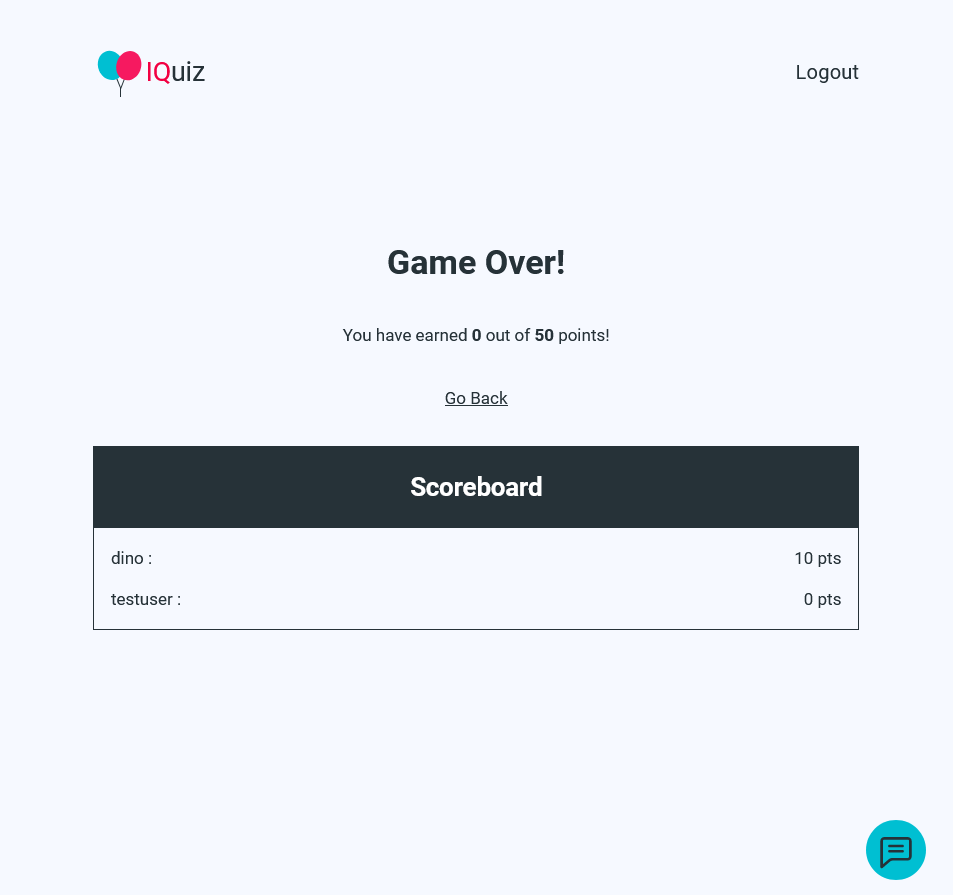 IQuiz
Logout
Game Over!
You have earned 0 out of 50 points!
Go Back
Scoreboard
dino : 10 pts
testuser : 0 pts